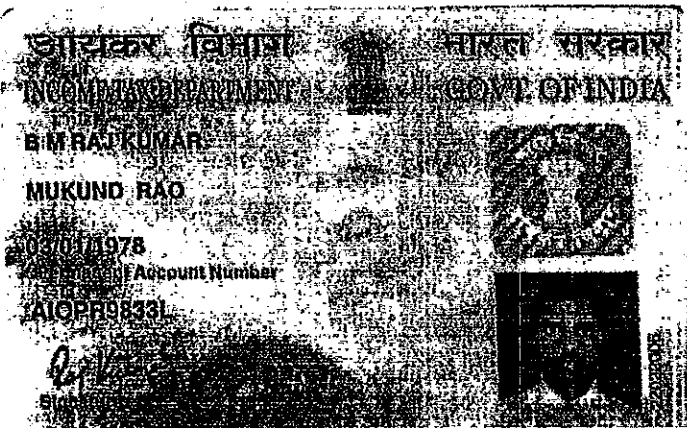 आयकर विभाग भारत सरकार
INCOME TAX DEPARTMENT GOVT. OF INDIA
B M RAJ KUMAR
MUKUND RAO
03/01/1978
Permanent Account Number
AIOPR9833L